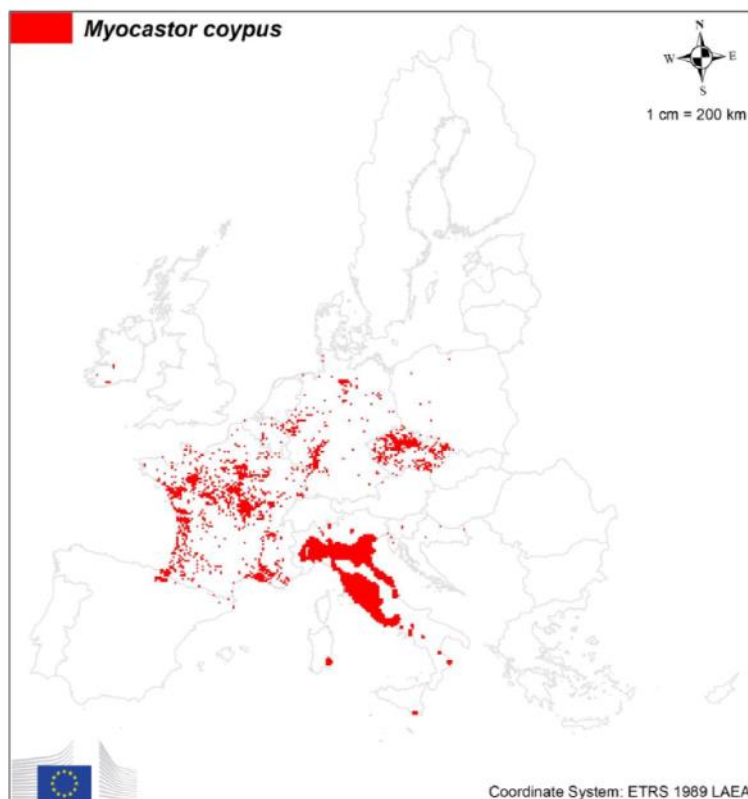 Myocastor coypus
N
W E
S
1 cm = 200 km
Coordinate System: ETRS 1989 LAEA